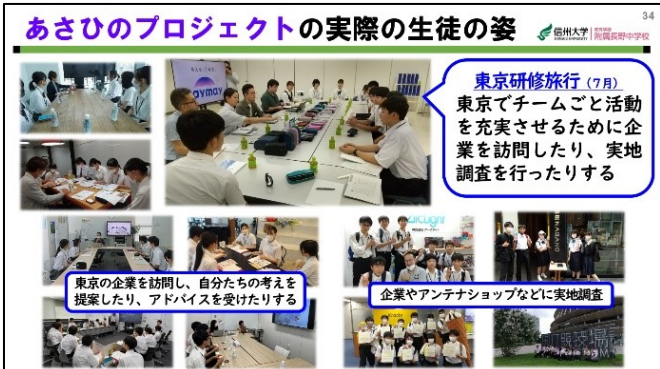 34
あさひのプロジェクトの実際の生徒の姿
信州大学
附属長野中学校
東京研修旅行（７月）
東京でチームごと活動
を充実させるために企
業を訪問したり、実地
調査を行ったりする
東京の企業を訪問し、自分たちの考えを
提案したり、アドバイスを受けたりする
企業やアンテナショップなどに実地調査